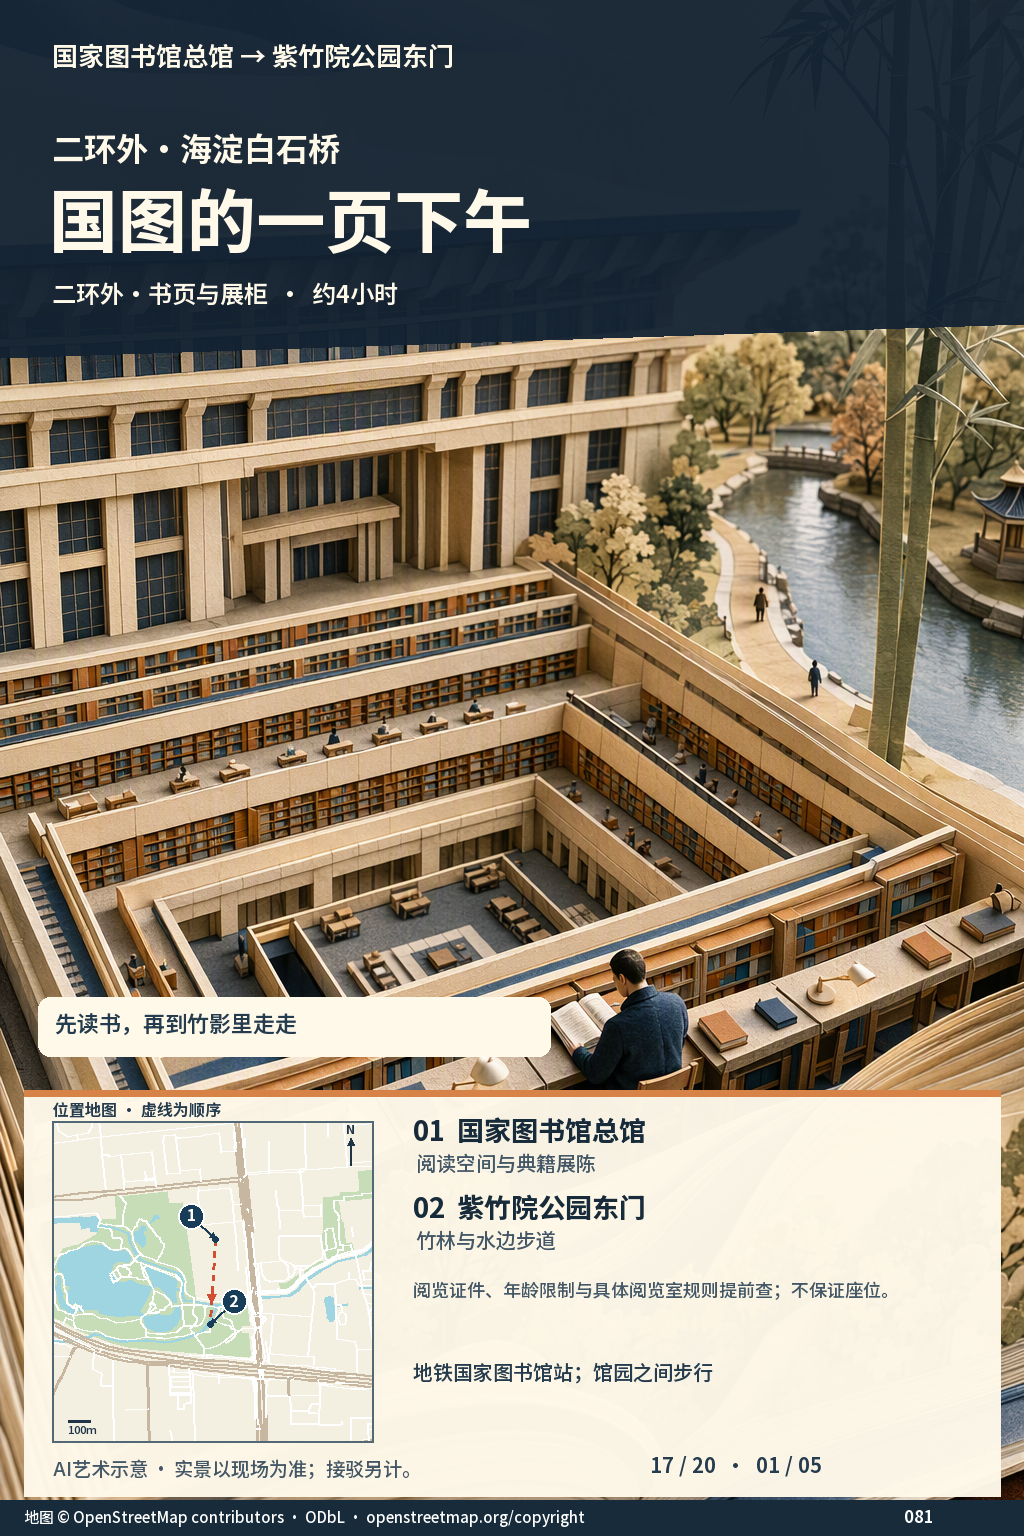 国家图书馆总馆 → 紫竹院公园东门
二环外・海淀白石桥
国图的一页下午
二环外・书页与展柜 • 约4小时
先读书，再到竹影里走走
位置地图 • 虚线为顺序
N
1
2
100m
01 国家图书馆总馆
阅读空间与典籍展陈
02 紫竹院公园东门
竹林与水边步道
阅览证件、年龄限制与具体阅览室规则提前查；不保证座位。
地铁国家图书馆站；馆园之间步行
AI艺术示意 • 实景以现场为准；接驳另计。
17 / 20 • 01 / 05
地图 © OpenStreetMap contributors • ODbL • openstreetmap.org/copyright
081